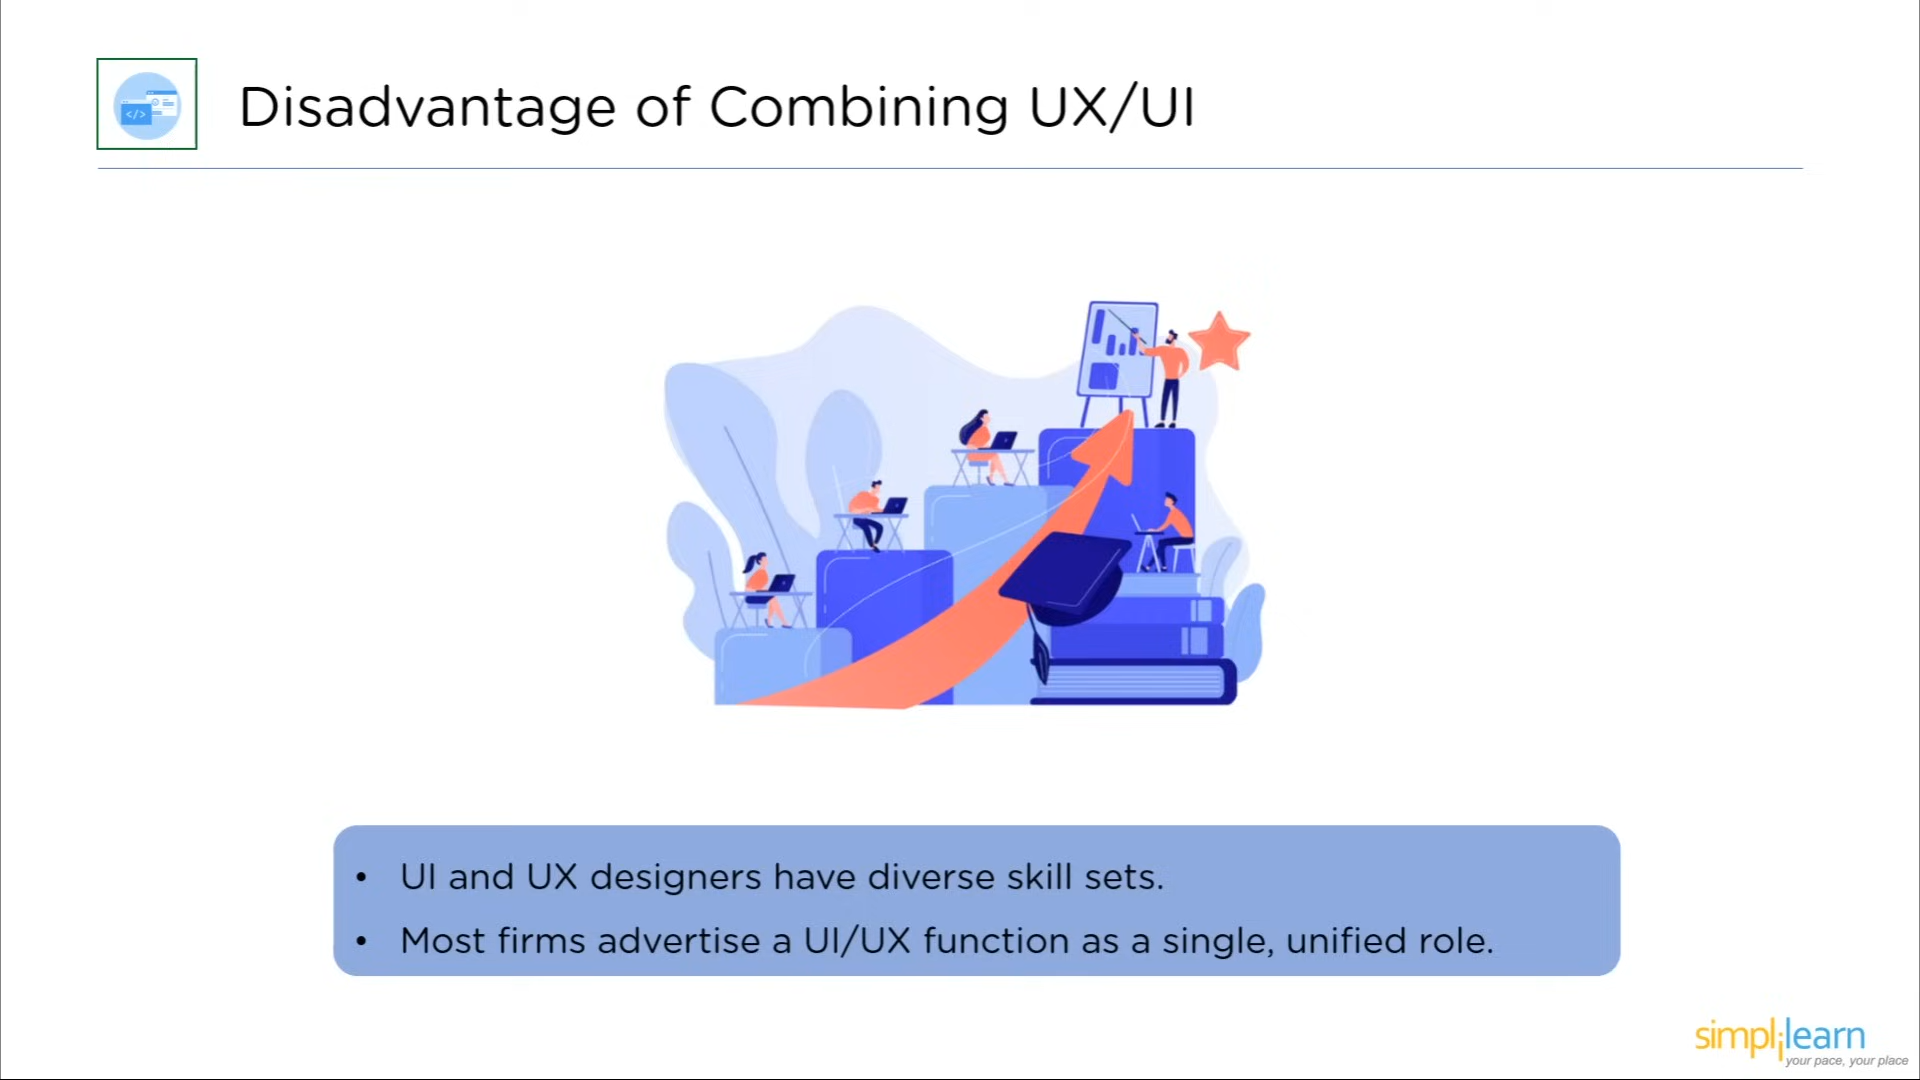 </>
Disadvantage of Combining UX/UI
• UI and UX designers have diverse skill sets.
• Most firms advertise a UI/UX function as a single, unified role.
simplilearn
your pace, your place